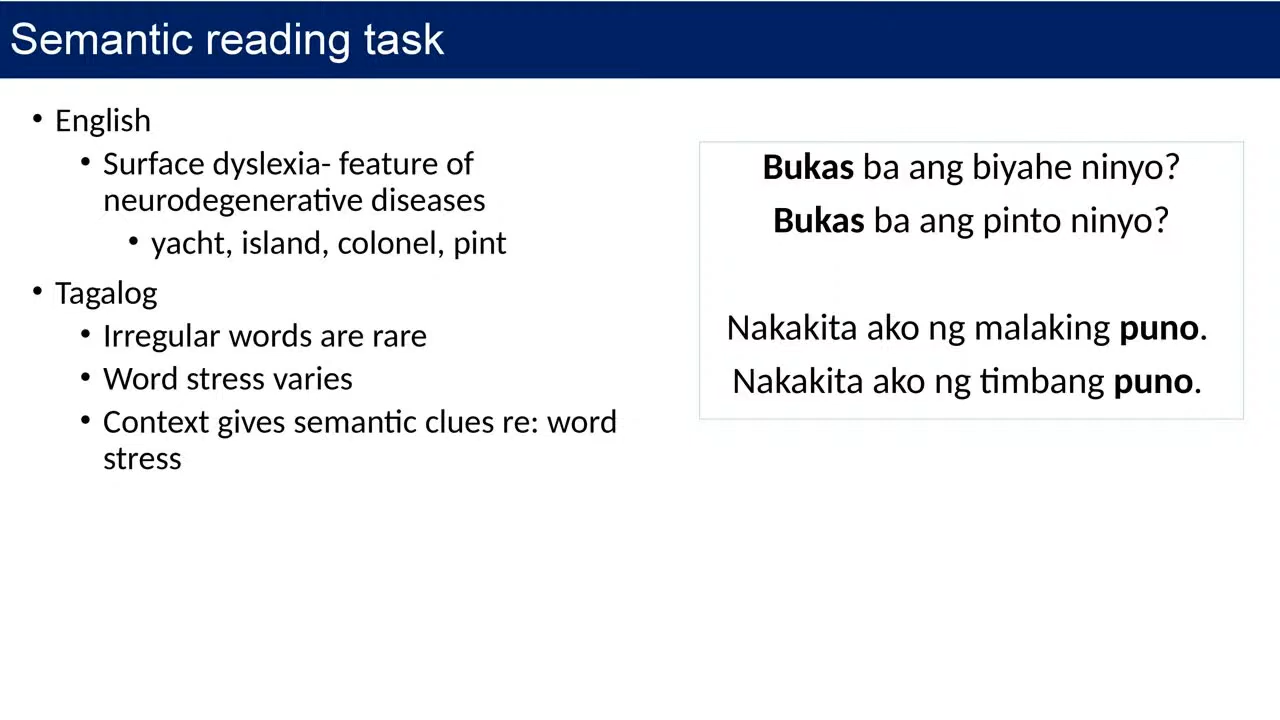 Semantic reading task
• English
• Surface dyslexia- feature of
neurodegenerative diseases
• yacht, island, colonel, pint
• Tagalog
• Irregular words are rare
• Word stress varies
• Context gives semantic clues re: word
stress
Bukas ba ang biyahe ninyo?
Bukas ba ang pinto ninyo?
Nakakita ako ng malaking puno.
Nakakita ako ng timbang puno.